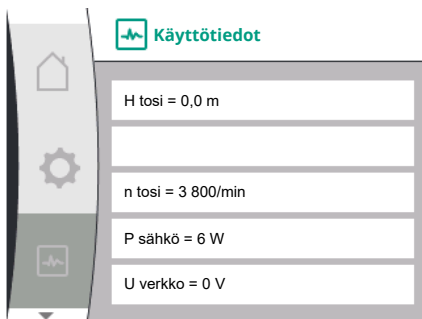 Käyttötiedot
H tosi = 0,0 m
n tosi = 3 800/min
P sähkö = 6 W
U verkko = 0 V